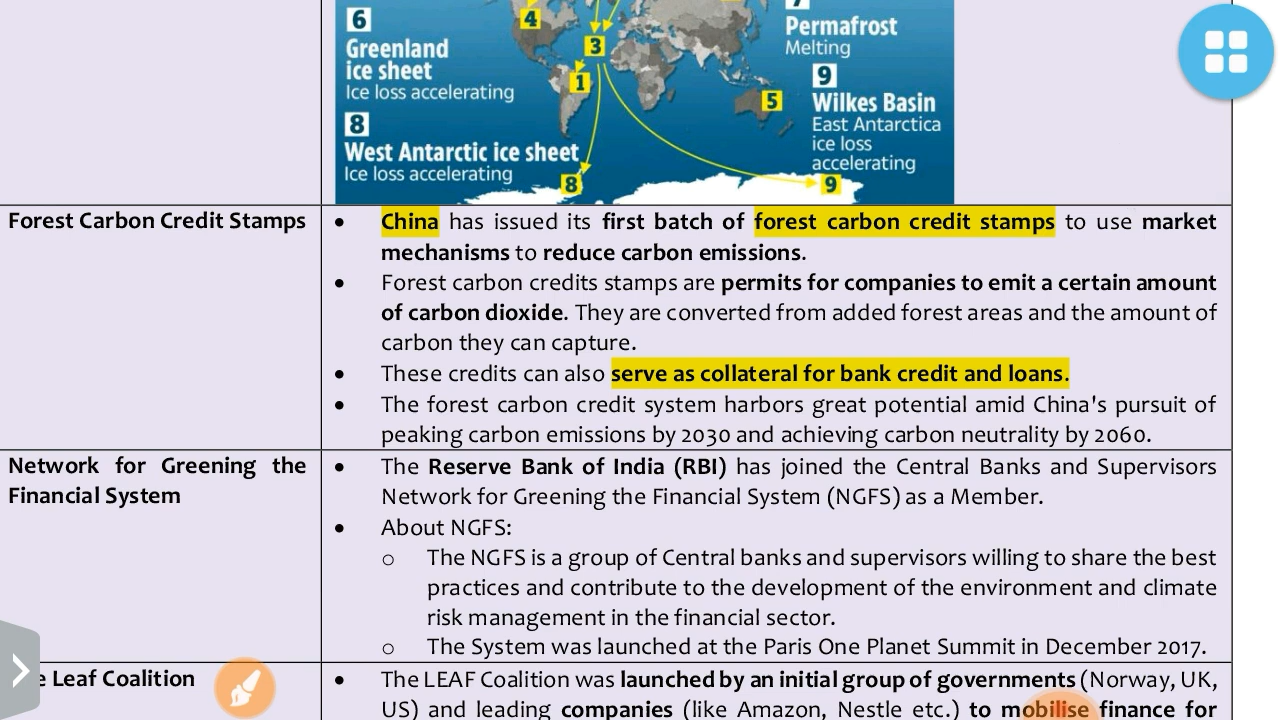 6
Greenland
ice sheet
Ice loss accelerating
8
West Antarctic ice sheet
Ice loss accelerating
4
3
1
5
8
9
Permafrost
Melting
9
Wilkes Basin
East Antarctica
ice loss
accelerating
Forest Carbon Credit Stamps
• China has issued its first batch of forest carbon credit stamps to use market
mechanisms to reduce carbon emissions.
• Forest carbon credits stamps are permits for companies to emit a certain amount
of carbon dioxide. They are converted from added forest areas and the amount of
carbon they can capture.
• These credits can also serve as collateral for bank credit and loans.
• The forest carbon credit system harbors great potential amid China's pursuit of
peaking carbon emissions by 2030 and achieving carbon neutrality by 2060.
Network for Greening the
Financial System
• The Reserve Bank of India (RBI) has joined the Central Banks and Supervisors
Network for Greening the Financial System (NGFS) as a Member.
• About NGFS:
o The NGFS is a group of Central banks and supervisors willing to share the best
practices and contribute to the development of the environment and climate
risk management in the financial sector.
o The System was launched at the Paris One Planet Summit in December 2017.
Leaf Coalition
• The LEAF Coalition was launched by an initial group of governments (Norway, UK,
US) and leading companies (like Amazon, Nestle etc.) to mobilise finance for